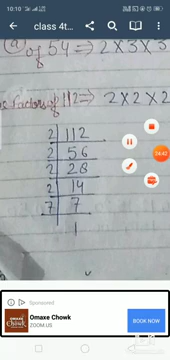 10:10
class 4th
of 54 ⇒ 2×3×3
factors of 112 ⇒ 2×2×2
2 | 112
2 | 56
2 | 28
2 | 14
7 | 7
1
24:42
Sponsored
Omaxe Chowk
ZOOM.US
BOOK NOW